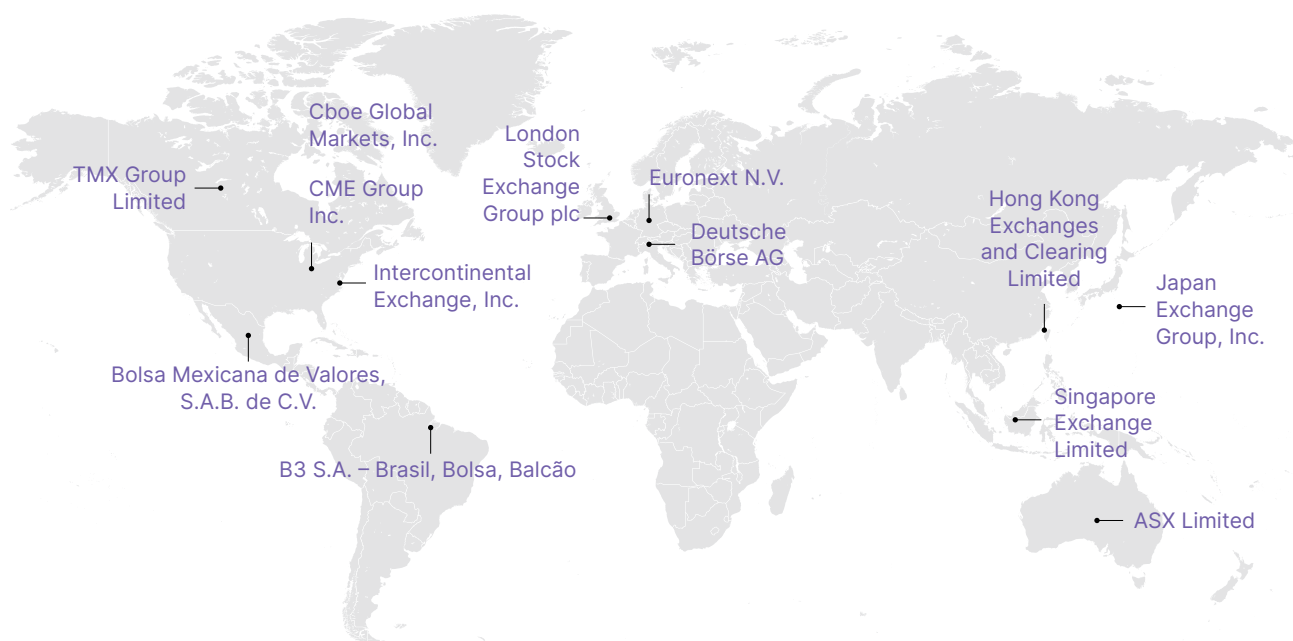 Cboe Global
Markets, Inc.
London
Stock
Exchange
Group plc
TMX Group
Limited
CME Group
Inc.
Euronext N.V.
Hong Kong
Exchanges
and Clearing
Limited
Deutsche
Börse AG
Intercontinental
Exchange, Inc.
Japan
Exchange
Group, Inc.
Bolsa Mexicana de Valores,
S.A.B. de C.V.
Singapore
Exchange
Limited
B3 S.A. – Brasil, Bolsa, Balcão
ASX Limited